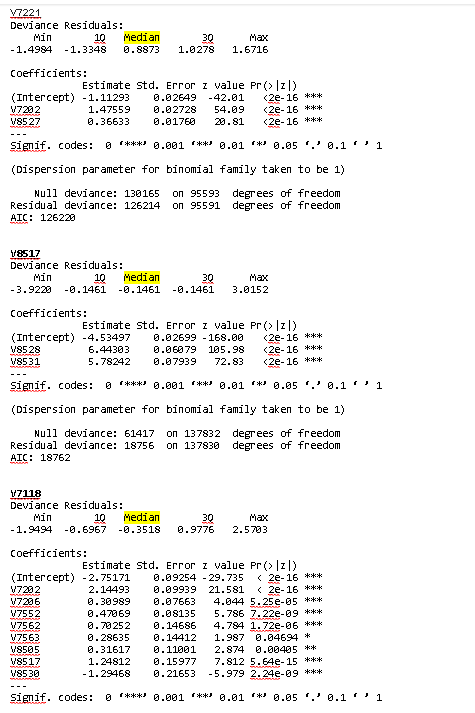 V7221
Deviance Residuals:
Min 1Q Median 3Q Max
-1.4984 -1.3348 0.8873 1.0278 1.6716
Coefficients:
Estimate Std. Error z value Pr(>|z|)
(Intercept) -1.11293 0.02649 -42.01 <2e-16 ***
V7202 1.47559 0.02728 54.09 <2e-16 ***
V8527 0.36633 0.01760 20.81 <2e-16 ***
---
Signif. codes: 0 ‘***’ 0.001 ‘**’ 0.01 ‘*’ 0.05 ‘.’ 0.1 ‘ ’ 1
(Dispersion parameter for binomial family taken to be 1)
Null deviance: 130165 on 95593 degrees of freedom
Residual deviance: 126214 on 95591 degrees of freedom
AIC: 126220
V8517
Deviance Residuals:
Min 1Q Median 3Q Max
-3.9220 -0.1461 -0.1461 -0.1461 3.0152
Coefficients:
Estimate Std. Error z value Pr(>|z|)
(Intercept) -4.53497 0.02699 -168.00 <2e-16 ***
V8528 6.44303 0.06079 105.98 <2e-16 ***
V8531 5.78242 0.07939 72.83 <2e-16 ***
---
Signif. codes: 0 ‘***’ 0.001 ‘**’ 0.01 ‘*’ 0.05 ‘.’ 0.1 ‘ ’ 1
(Dispersion parameter for binomial family taken to be 1)
Null deviance: 61417 on 137832 degrees of freedom
Residual deviance: 18756 on 137830 degrees of freedom
AIC: 18762
V7118
Deviance Residuals:
Min 1Q Median 3Q Max
-1.9494 -0.6967 -0.3518 0.9776 2.5703
Coefficients:
Estimate Std. Error z value Pr(>|z|)
(Intercept) -2.75171 0.09254 -29.735 < 2e-16 ***
V7202 2.14493 0.09939 21.581 < 2e-16 ***
V7206 0.30989 0.07663 4.044 5.25e-05 ***
V7552 0.47069 0.08135 5.786 7.22e-09 ***
V7562 0.70252 0.14686 4.784 1.72e-06 ***
V7563 0.28635 0.14412 1.987 0.04694 *
V8505 0.31617 0.11001 2.874 0.00405 **
V8517 1.24812 0.15977 7.812 5.64e-15 ***
V8530 -1.29468 0.21653 -5.979 2.24e-09 ***
---
Signif. codes: 0 ‘***’ 0.001 ‘**’ 0.01 ‘*’ 0.05 ‘.’ 0.1 ‘ ’ 1